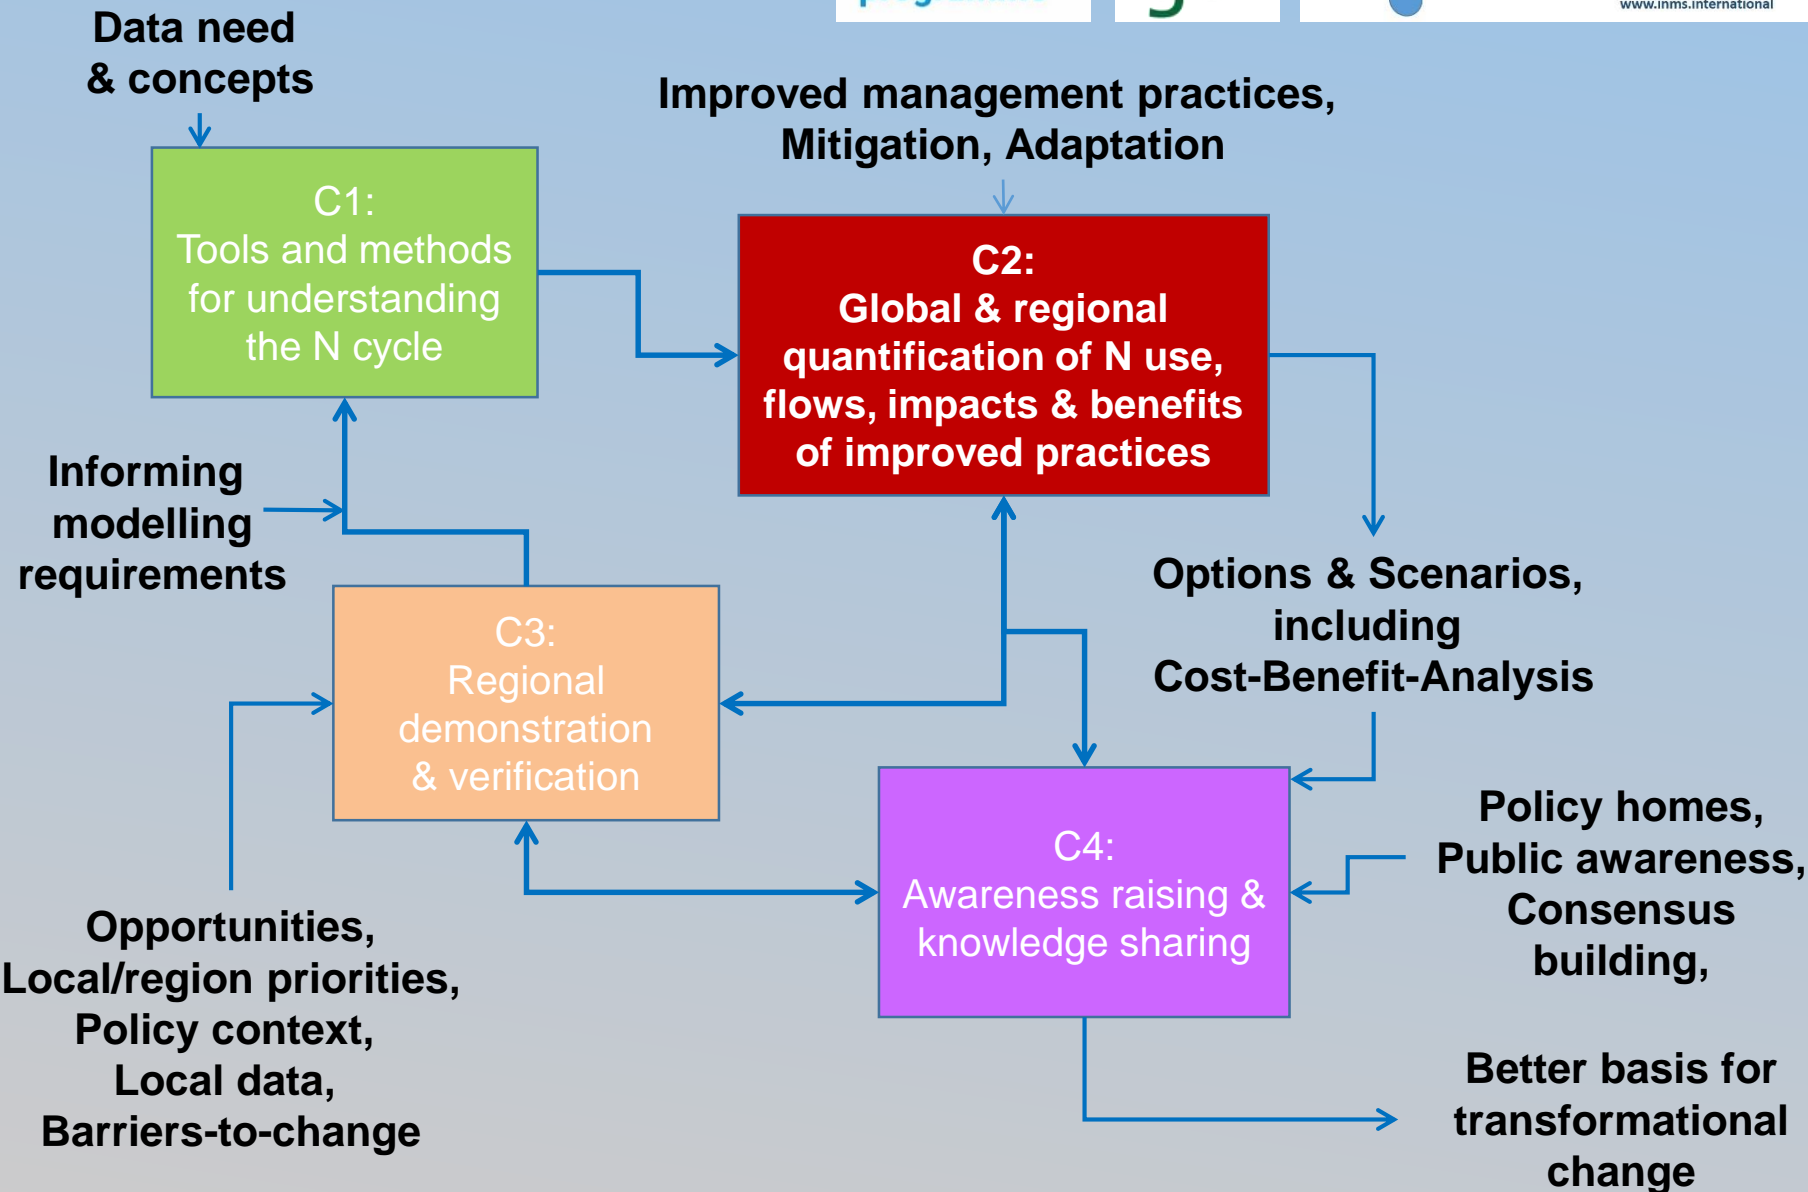 www.inms.international
Data need
& concepts
Improved management practices,
Mitigation, Adaptation
C1:
Tools and methods
for understanding
the N cycle
C2:
Global & regional
quantification of N use,
flows, impacts & benefits
of improved practices
Informing
modelling
requirements
Options & Scenarios,
including
Cost-Benefit-Analysis
C3:
Regional
demonstration
& verification
Policy homes,
Public awareness,
Consensus
building,
C4:
Awareness raising &
knowledge sharing
Opportunities,
Local/region priorities,
Policy context,
Local data,
Barriers-to-change
Better basis for
transformational
change